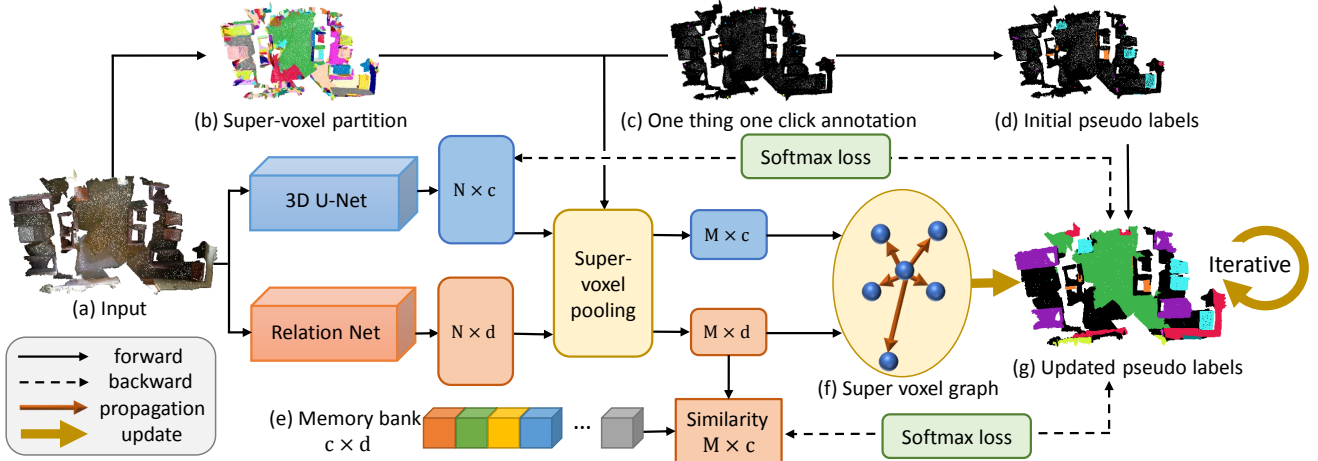 (b) Super-voxel partition
(c) One thing one click annotation
(d) Initial pseudo labels
Softmax loss
3D U-Net
N × c
Super-
voxel
pooling
M × c
Iterative
(a) Input
Relation Net
N × d
M × d
(f) Super voxel graph
(g) Updated pseudo labels
forward
backward
propagation
update
(e) Memory bank
c × d
...
Similarity
M × c
Softmax loss